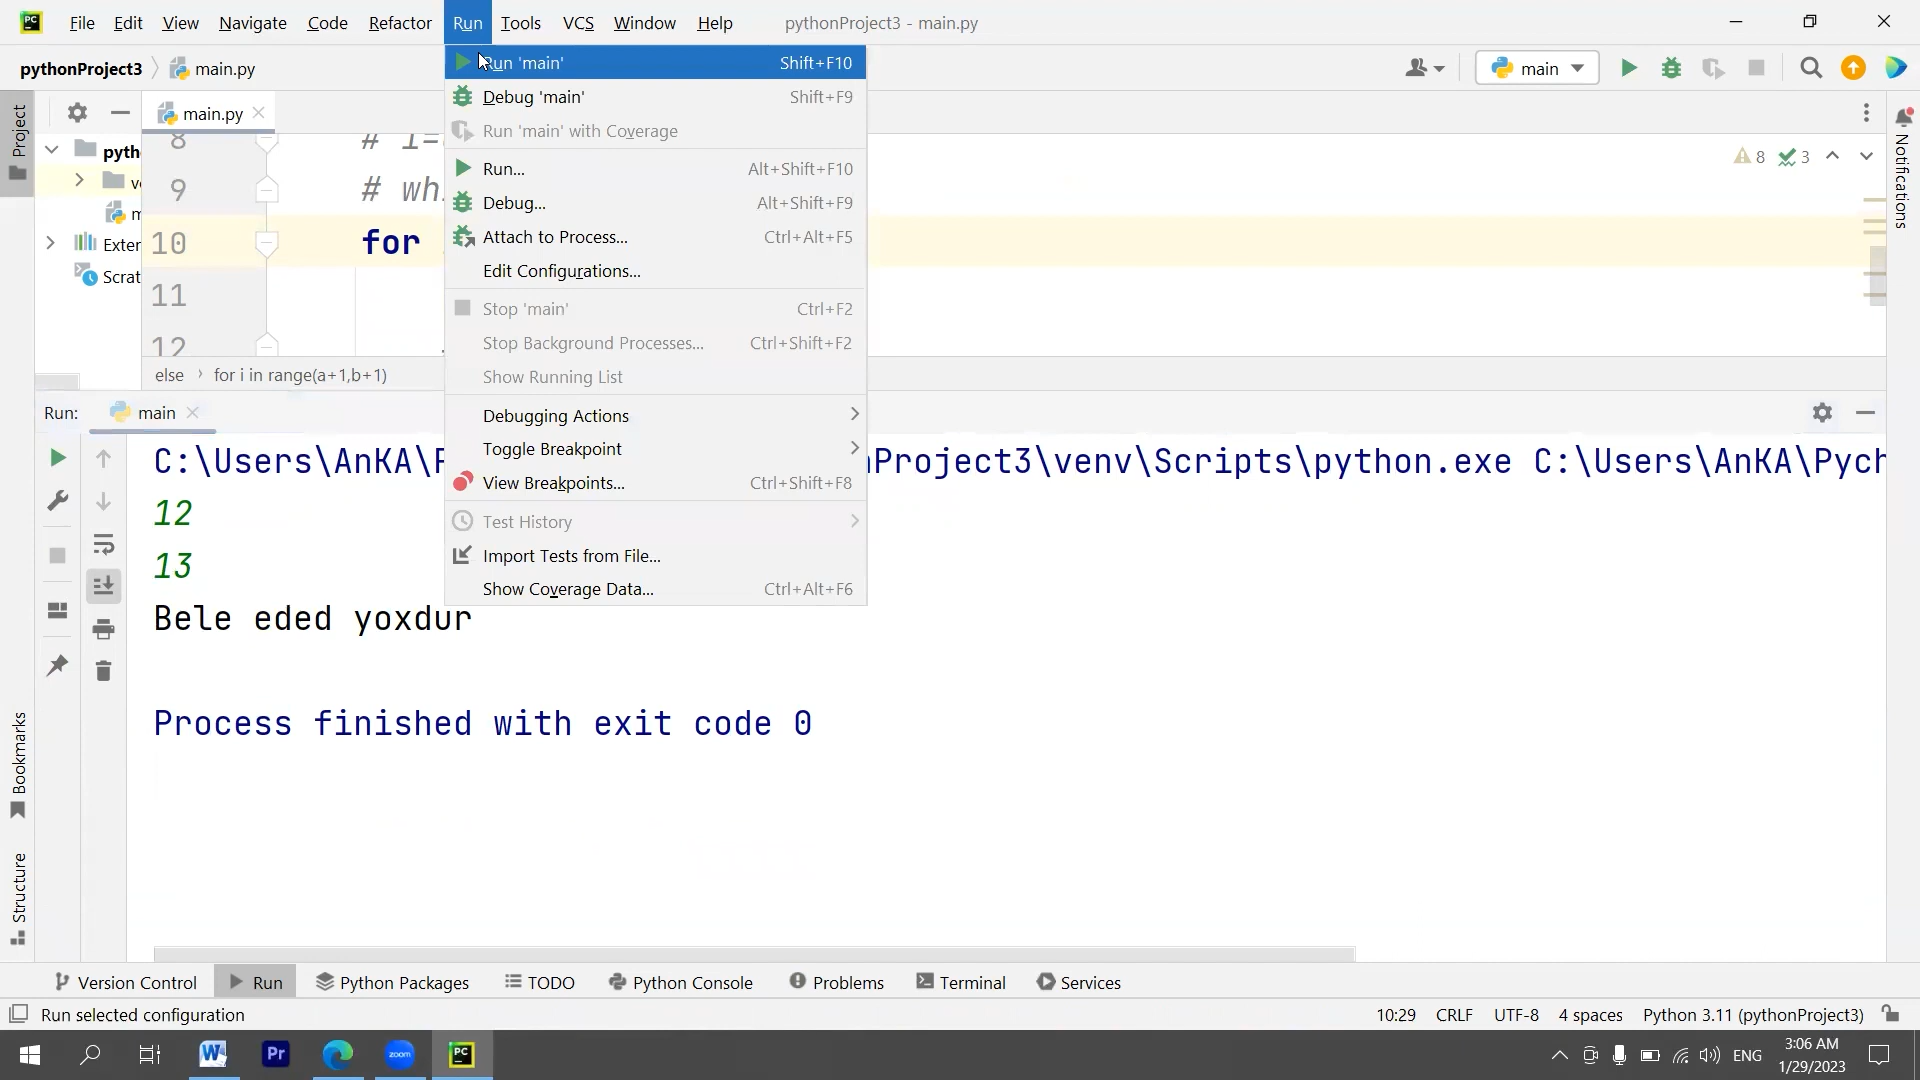 File Edit View Navigate Code Refactor Run Tools VCS Window Help pythonProject3 - main.py
pythonProject3 main.py
main
Run 'main' Shift+F10
Debug 'main' Shift+F9
Run 'main' with Coverage
Run... Alt+Shift+F10
Debug... Alt+Shift+F9
Attach to Process... Ctrl+Alt+F5
Edit Configurations...
Stop 'main' Ctrl+F2
Stop Background Processes... Ctrl+Shift+F2
Show Running List
Debugging Actions
Toggle Breakpoint
View Breakpoints... Ctrl+Shift+F8
Test History
Import Tests from File...
Show Coverage Data... Ctrl+Alt+F6
Project
main.py
pyth
Exter
Scrat
8
9 # wh
10 for
11
12
8 3
Notifications
else for i in range(a+1,b+1)
Run: main
C:\Users\AnKA\ Project3\venv\Scripts\python.exe C:\Users\AnKA\Pych
12
13
Bele eded yoxdur
Process finished with exit code 0
Bookmarks
Structure
Version Control Run Python Packages TODO Python Console Problems Terminal Services
Run selected configuration 10:29 CRLF UTF-8 4 spaces Python 3.11 (pythonProject3)
W Pr zoom PC ENG 3:06 AM
1/29/2023